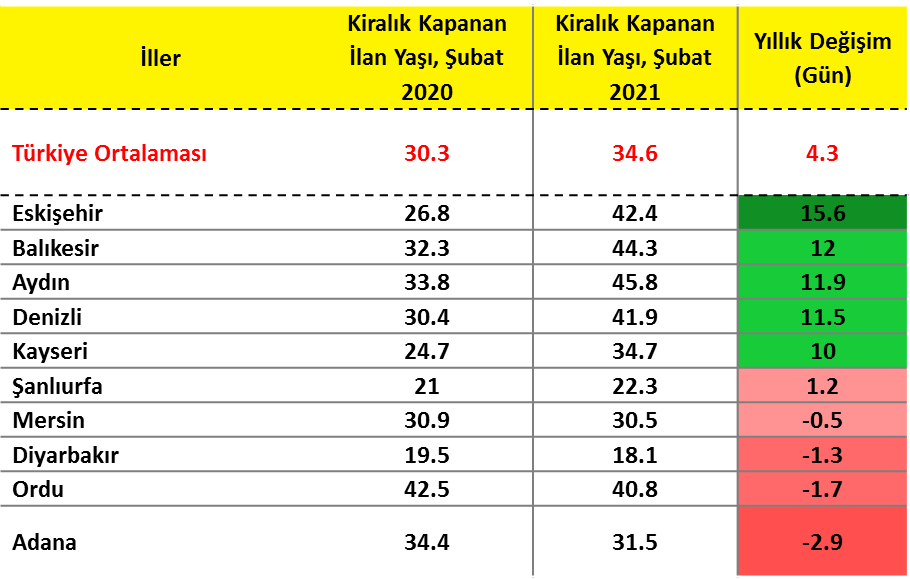 İller
Kiralık Kapanan
İlan Yaşı, Şubat
2020
Kiralık Kapanan
İlan Yaşı, Şubat
2021
Yıllık Değişim
(Gün)
Türkiye Ortalaması 30.3 34.6 4.3
Eskişehir 26.8 42.4 15.6
Balıkesir 32.3 44.3 12
Aydın 33.8 45.8 11.9
Denizli 30.4 41.9 11.5
Kayseri 24.7 34.7 10
Şanlıurfa 21 22.3 1.2
Mersin 30.9 30.5 -0.5
Diyarbakır 19.5 18.1 -1.3
Ordu 42.5 40.8 -1.7
Adana 34.4 31.5 -2.9